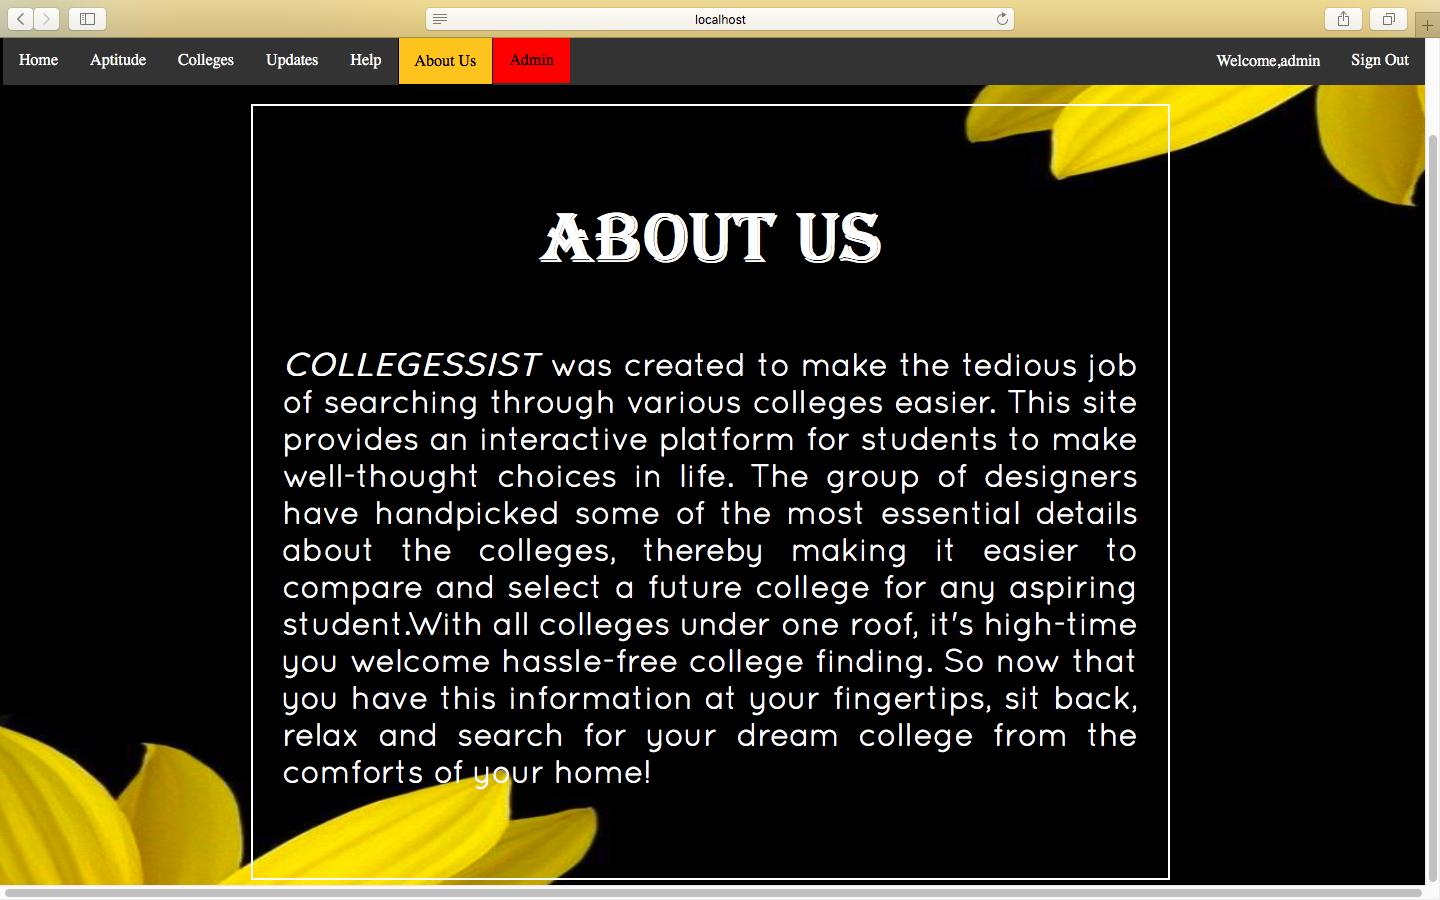 localhost
Home Aptitude Colleges Updates Help About Us Admin Welcome,admin Sign Out
ABOUT US
COLLEGESSIST was created to make the tedious job
of searching through various colleges easier. This site
provides an interactive platform for students to make
well-thought choices in life. The group of designers
have handpicked some of the most essential details
about the colleges, thereby making it easier to
compare and select a future college for any aspiring
student.With all colleges under one roof, it's high-time
you welcome hassle-free college finding. So now that
you have this information at your fingertips, sit back,
relax and search for your dream college from the
comforts of your home!